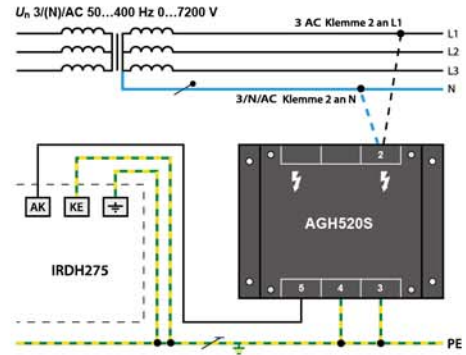 Un 3/(N)/AC 50...400 Hz 0...7200 V
3 AC Klemme 2 an L1
L1
L2
L3
N
3/N/AC Klemme 2 an N
2
AK
KE
AGH520S
IRDH275
5
4
3
PE